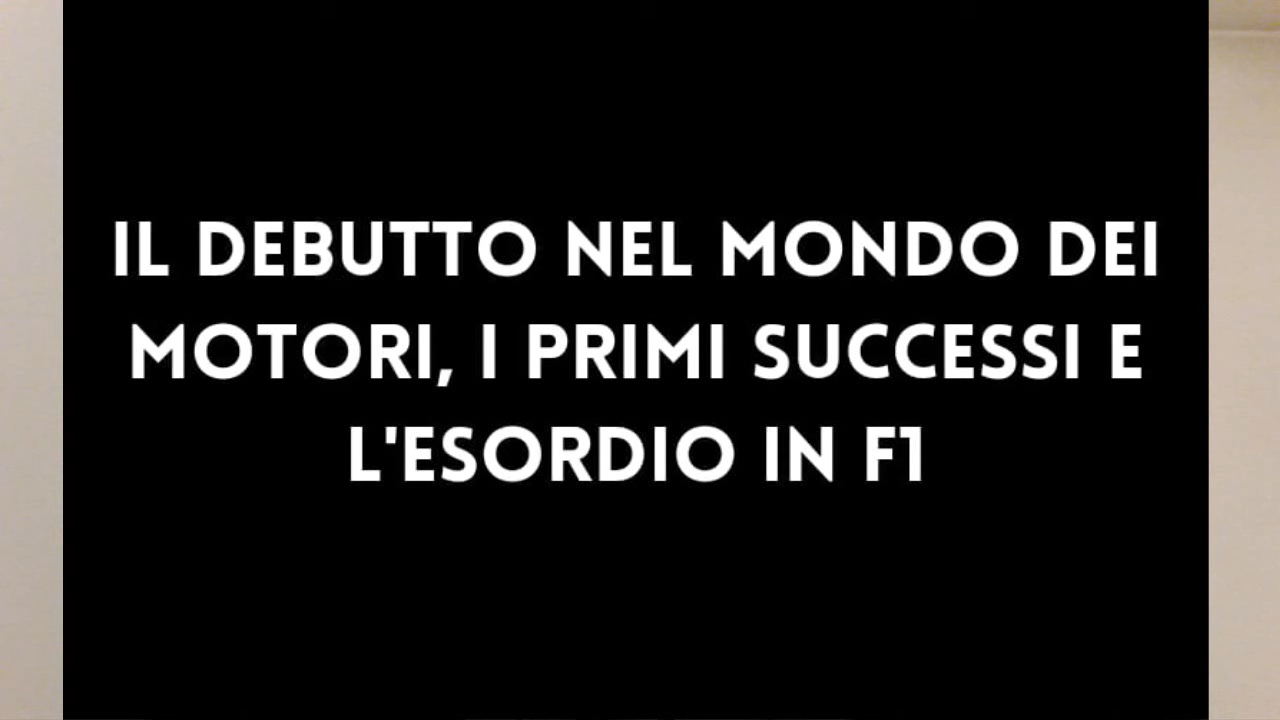 IL DEBUTTO NEL MONDO DEI
MOTORI, I PRIMI SUCCESSI E
L'ESORDIO IN F1